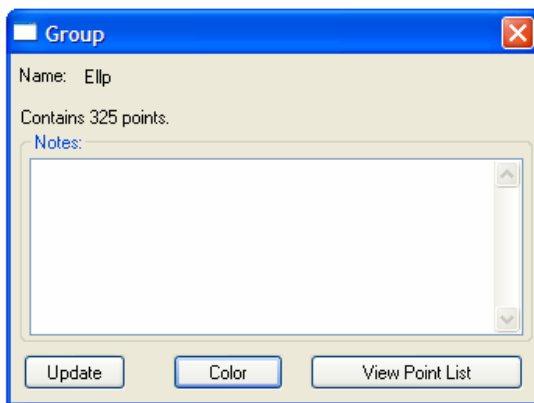 Group
Name: Ellp
Contains 325 points.
Notes:
Update Color View Point List